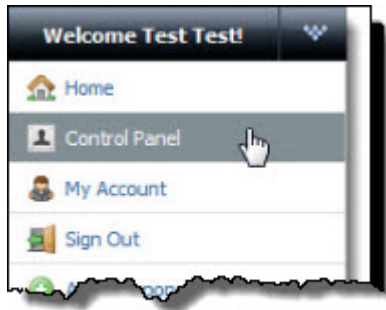 Welcome Test Test!
Home
Control Panel
My Account
Sign Out